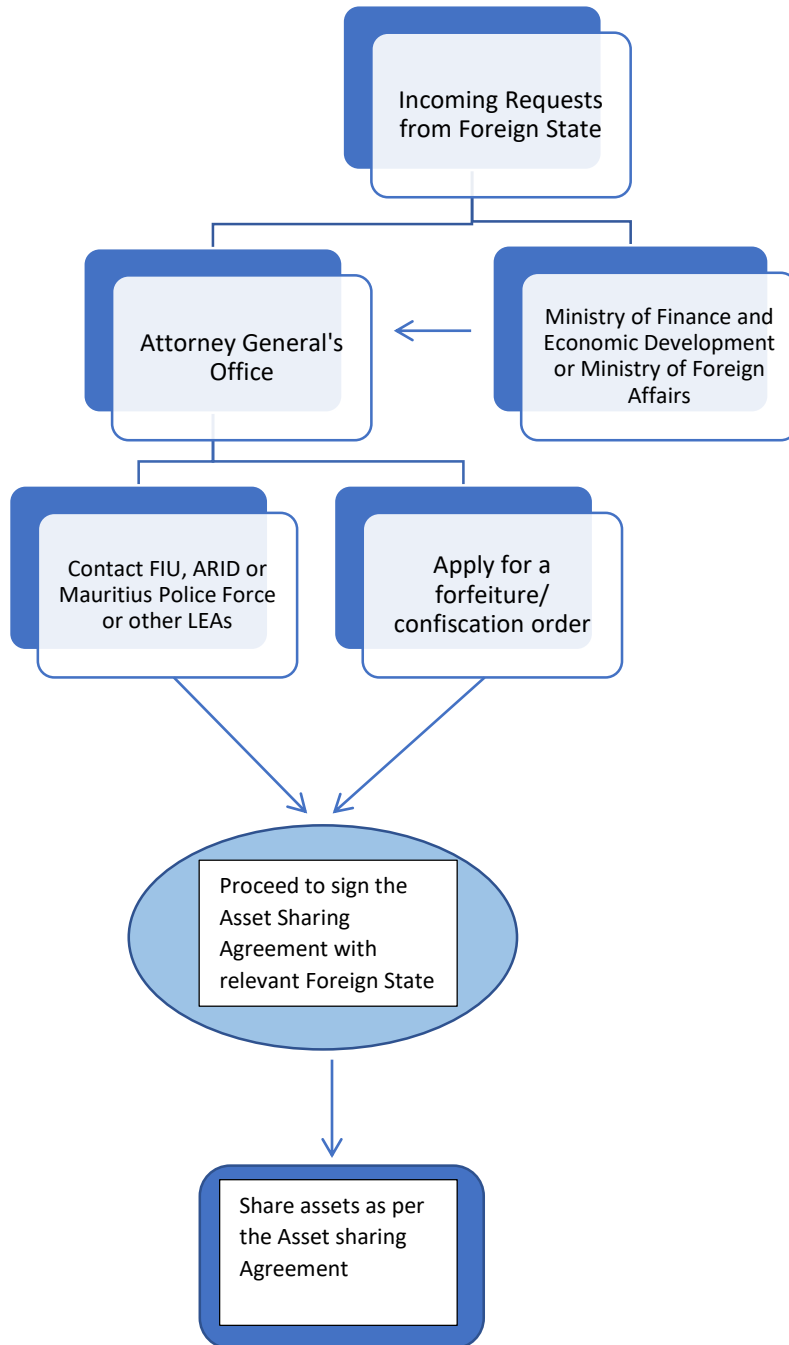 Incoming Requests
from Foreign State
Attorney General's
Office
Ministry of Finance and
Economic Development
or Ministry of Foreign
Affairs
Contact FIU, ARID or
Mauritius Police Force
or other LEAs
Apply for a
forfeiture/
confiscation order
Proceed to sign the
Asset Sharing
Agreement with
relevant Foreign State
Share assets as per
the Asset sharing
Agreement